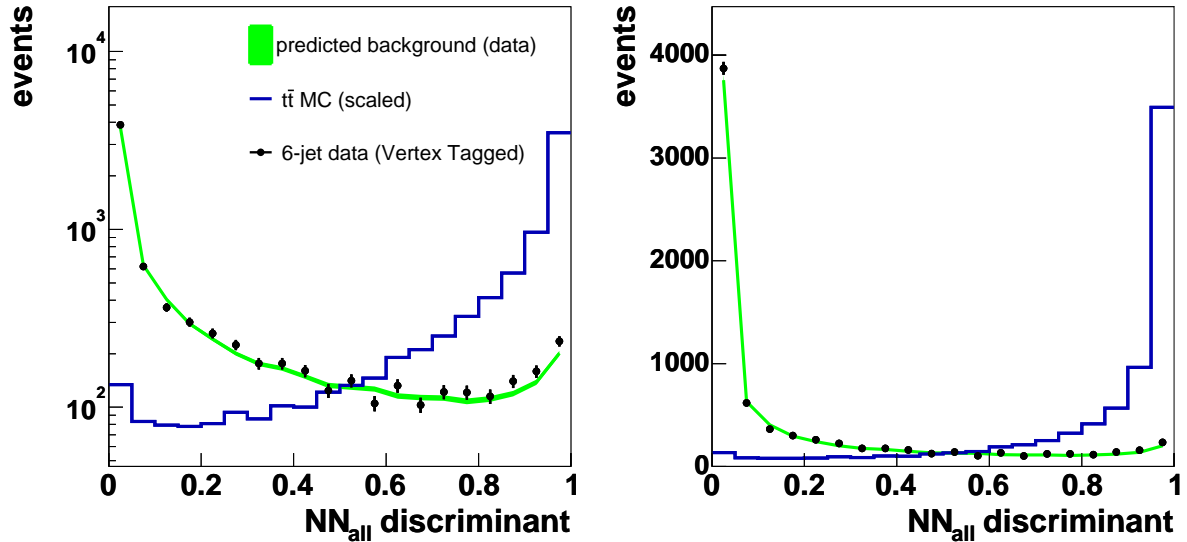 events
10⁴
10³
10²
predicted background (data)
tt̄ MC (scaled)
6-jet data (Vertex Tagged)
0 0.2 0.4 0.6 0.8 1
NN_all discriminant
events
4000
3000
2000
1000
0
0 0.2 0.4 0.6 0.8 1
NN_all discriminant